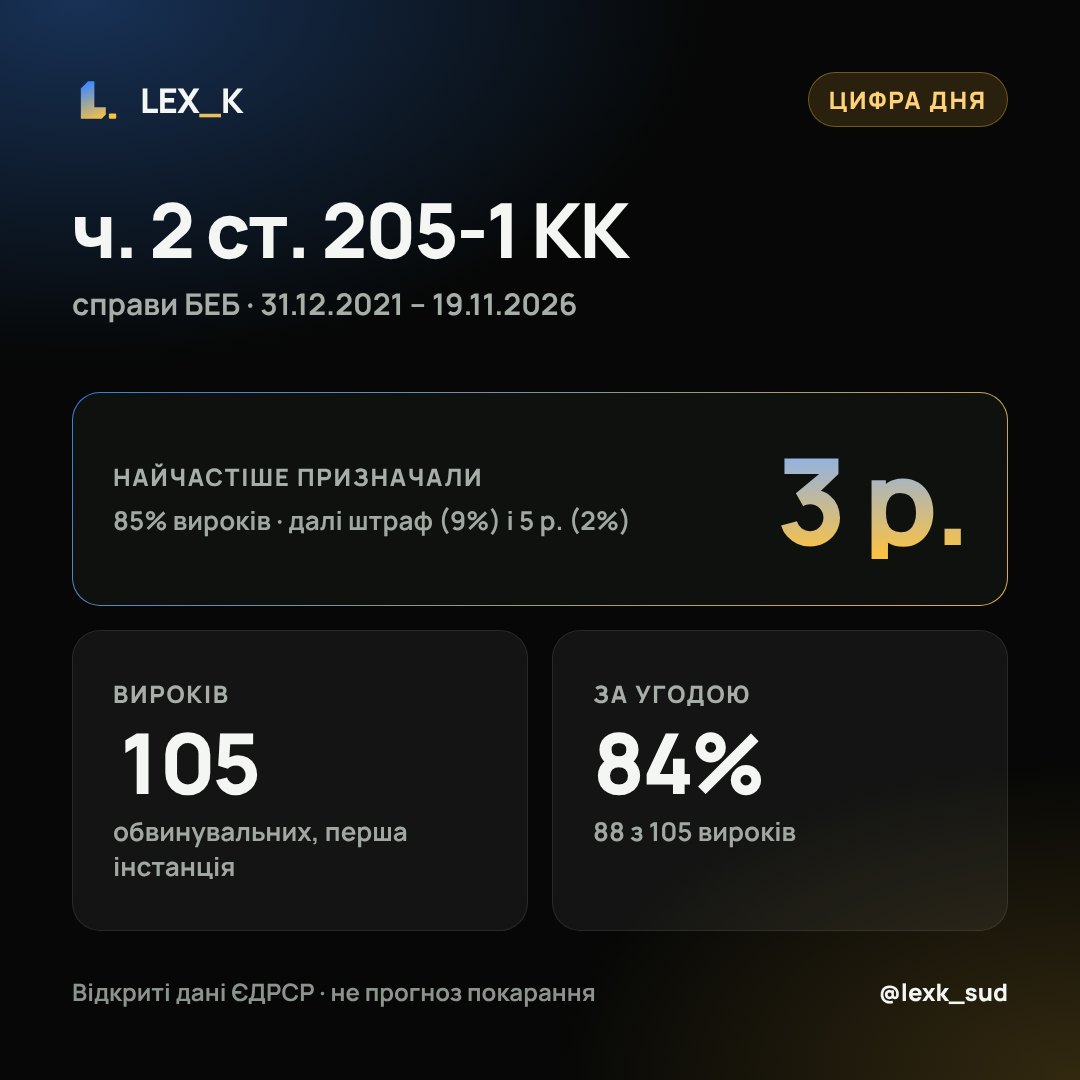 LEX_K
ЦИФРА ДНЯ
ч. 2 ст. 205-1 КК
справи БЕБ · 31.12.2021 – 19.11.2026
НАЙЧАСТІШЕ ПРИЗНАЧАЛИ
85% вироків · далі штраф (9%) і 5 р. (2%)
3 р.
ВИРОКІВ
105
обвинувальних, перша
інстанція
ЗА УГОДОЮ
84%
88 з 105 вироків
Відкриті дані ЄДРСР · не прогноз покарання
@lexk_sud